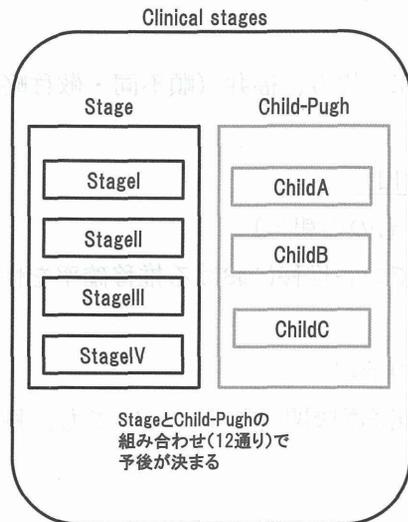 Clinical stages
Stage
Child-Pugh
StageI
StageII
StageIII
StageIV
ChildA
ChildB
ChildC
StageとChild-Pughの
組み合わせ(12通り)で
予後が決まる